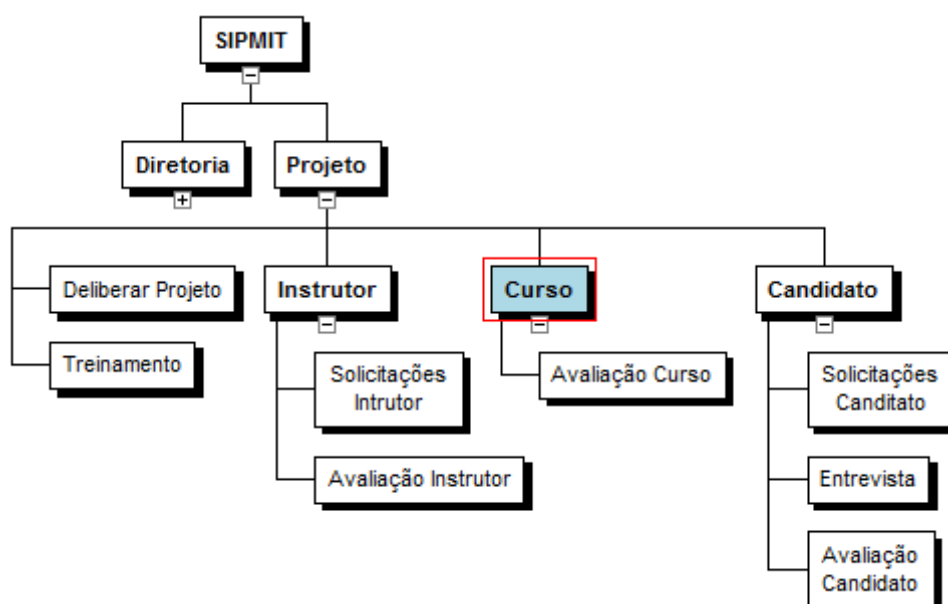 SIPMIT
Diretoria
Projeto
Deliberar Projeto
Treinamento
Instrutor
Solicitações
Intrutor
Avaliação Instrutor
Curso
Avaliação Curso
Candidato
Solicitações
Canditato
Entrevista
Avaliação
Candidato